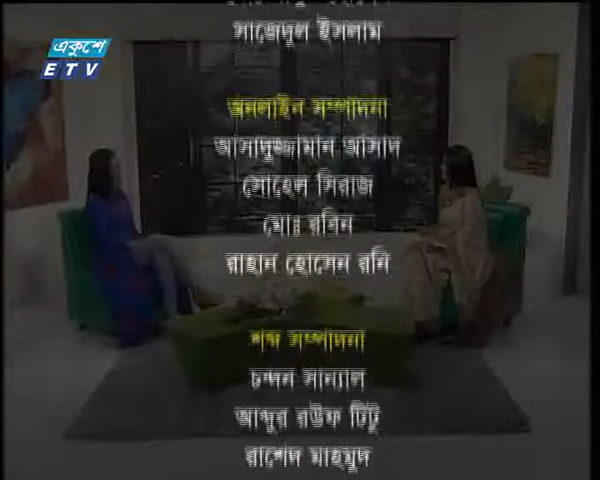 সাজেদুল ইসলাম
একুশে
ETV
অনলাইন সম্পাদনা
আসাদুজ্জামান আসাদ
সোহেল সিরাজ
মোঃ রবিন
রাহান হোসেন রনি
শব্দ সম্পাদনা
চন্দন সান্যাল
আব্দুর রউফ টিটু
রাশেদ মাহমুদ